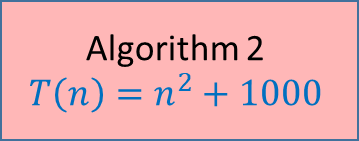 Algorithm 2
T(n) = n² + 1000